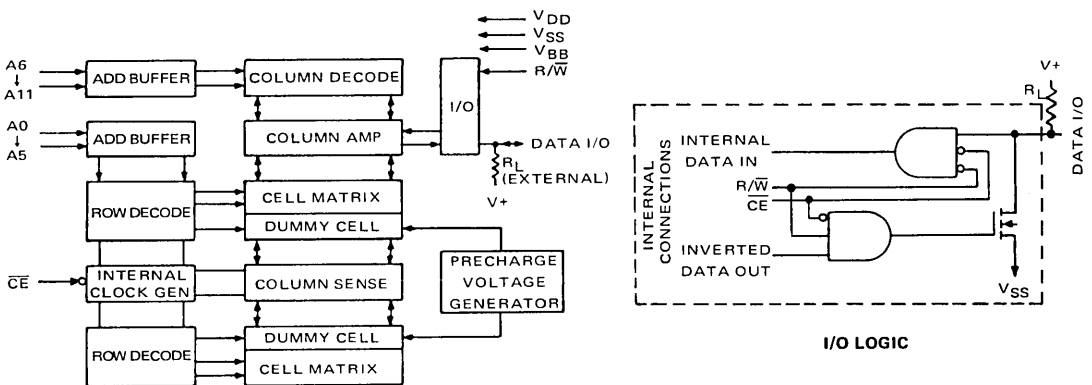 V_DD
V_SS
V_BB
R/W̅
A6
↓
A11
ADD BUFFER
COLUMN DECODE
I/O
A0
↓
A5
ADD BUFFER
COLUMN AMP
DATA I/O
R_L
(EXTERNAL)
V+
ROW DECODE
CELL MATRIX
DUMMY CELL
C̅E̅
INTERNAL
CLOCK GEN
COLUMN SENSE
PRECHARGE
VOLTAGE
GENERATOR
ROW DECODE
DUMMY CELL
CELL MATRIX
V+
R_L
DATA I/O
INTERNAL
CONNECTIONS
INTERNAL
DATA IN
R/W̅
C̅E̅
INVERTED
DATA OUT
V_SS
I/O LOGIC